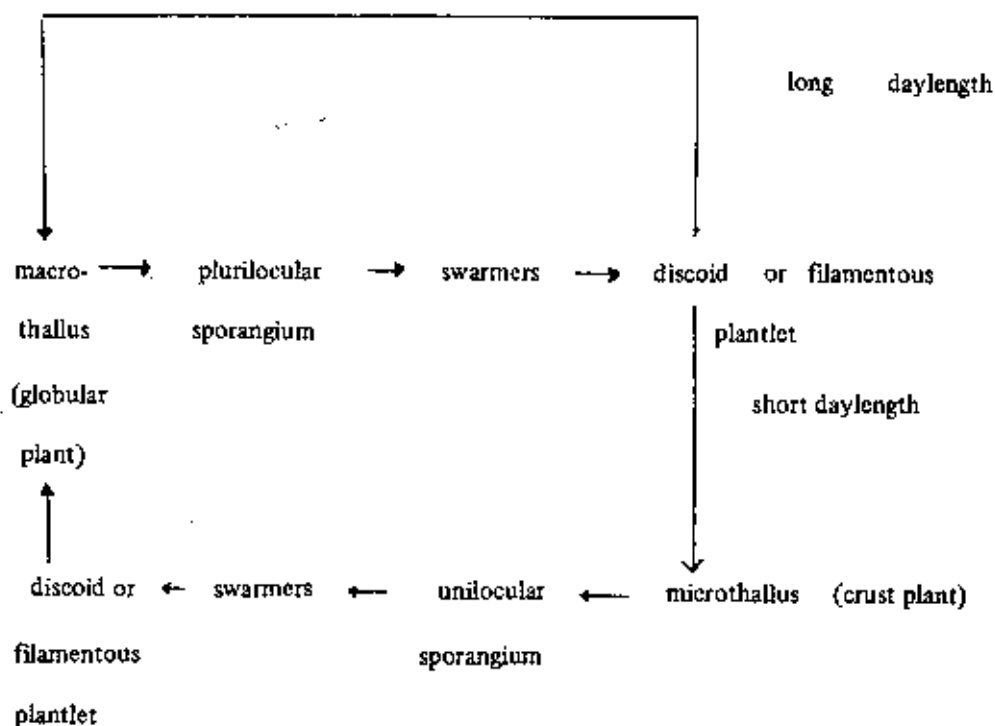 long daylength
macro- plurilocular swarmers discoid or filamentous
thallus sporangium plantlet
(globular short daylength
plant)
discoid or swarmers unilocular microthallus (crust plant)
filamentous sporangium
plantlet